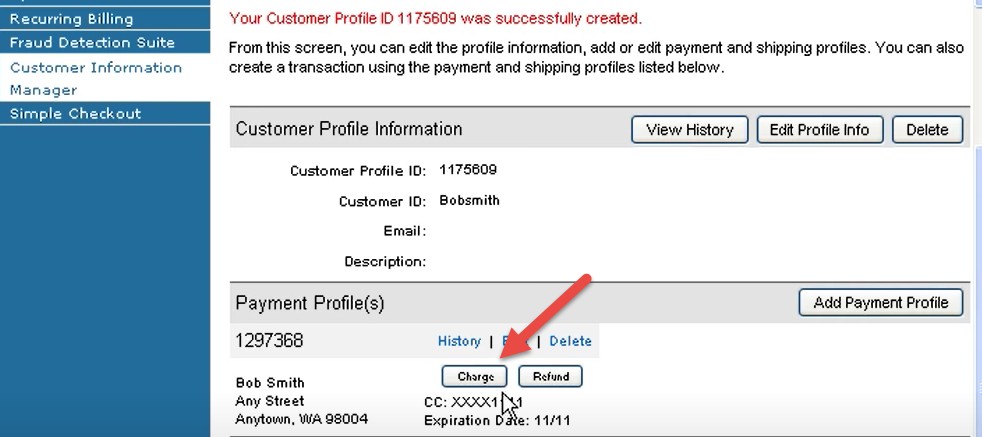 Recurring Billing
Fraud Detection Suite
Customer Information
Manager
Simple Checkout
Your Customer Profile ID 1175609 was successfully created.
From this screen, you can edit the profile information, add or edit payment and shipping profiles. You can also
create a transaction using the payment and shipping profiles listed below.
Customer Profile Information View History Edit Profile Info Delete
Customer Profile ID: 1175609
Customer ID: Bobsmith
Email:
Description:
Payment Profile(s) Add Payment Profile
1297368 History | | Delete
Charge Refund
Bob Smith
Any Street CC:
Anytown, WA 98004 Expiration Date: 11/11